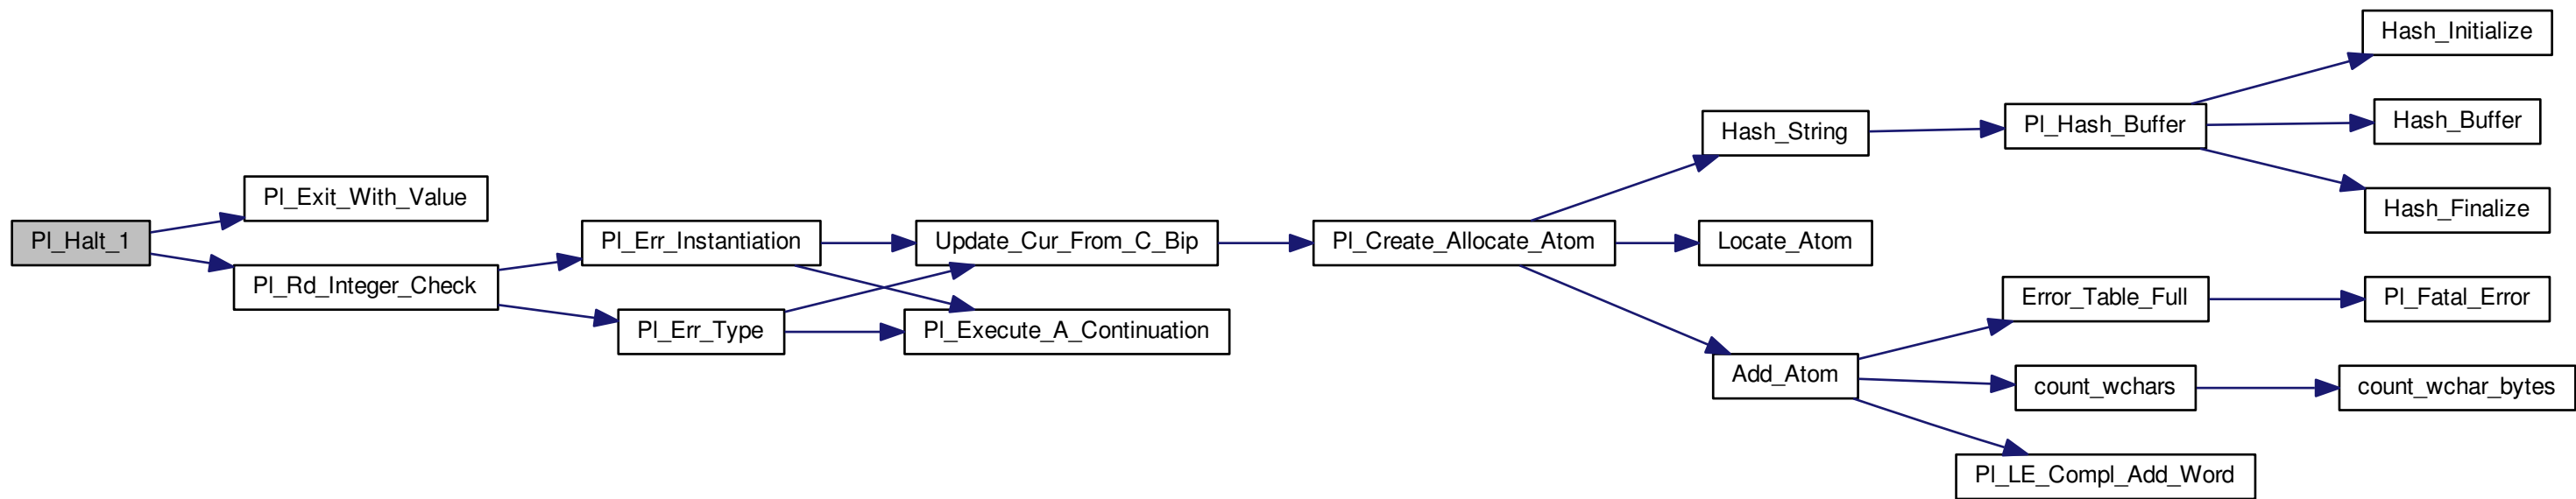 Pl_Halt_1
Pl_Exit_With_Value
Pl_Rd_Integer_Check
Pl_Err_Instantiation
Pl_Err_Type
Update_Cur_From_C_Bip
Pl_Execute_A_Continuation
Pl_Create_Allocate_Atom
Hash_String
Locate_Atom
Add_Atom
Pl_Hash_Buffer
Error_Table_Full
count_wchars
Pl_LE_Compl_Add_Word
Hash_Initialize
Hash_Buffer
Hash_Finalize
Pl_Fatal_Error
count_wchar_bytes